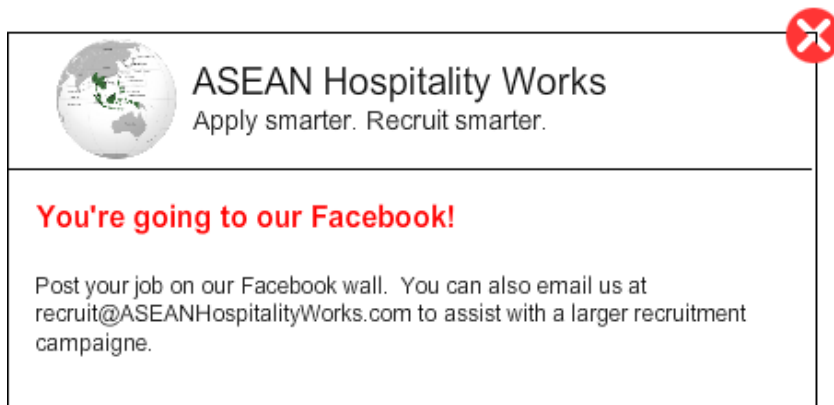 ASEAN Hospitality Works
Apply smarter. Recruit smarter.
You're going to our Facebook!
Post your job on our Facebook wall.  You can also email us at
recruit@ASEANHospitalityWorks.com to assist with a larger recruitment
campaigne.